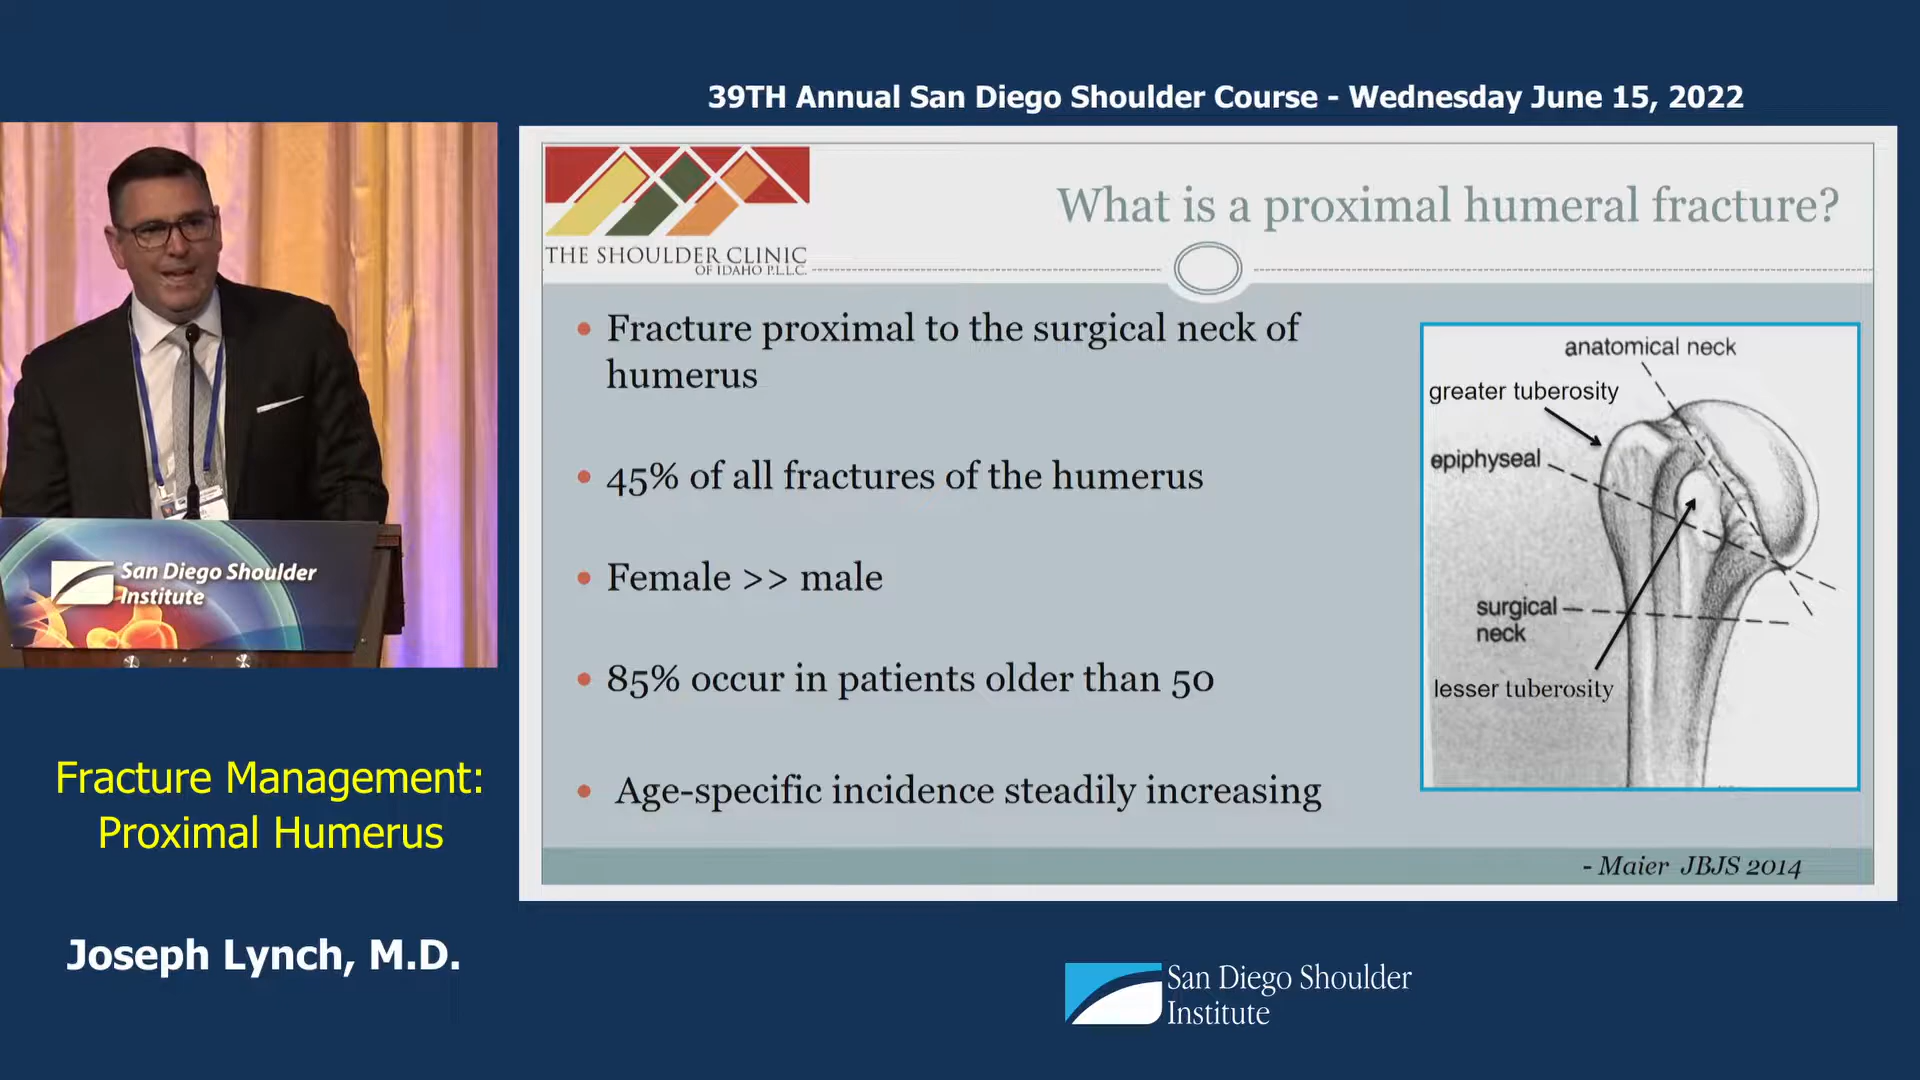 39TH Annual San Diego Shoulder Course - Wednesday June 15, 2022
THE SHOULDER CLINIC
OF IDAHO P.L.L.C.
What is a proximal humeral fracture?
• Fracture proximal to the surgical neck of
humerus
• 45% of all fractures of the humerus
• Female >> male
• 85% occur in patients older than 50
• Age-specific incidence steadily increasing
anatomical neck
greater tuberosity
epiphyseal
surgical
neck
lesser tuberosity
- Maier JBJS 2014
San Diego Shoulder
Institute
Fracture Management:
Proximal Humerus
Joseph Lynch, M.D.
San Diego Shoulder
Institute